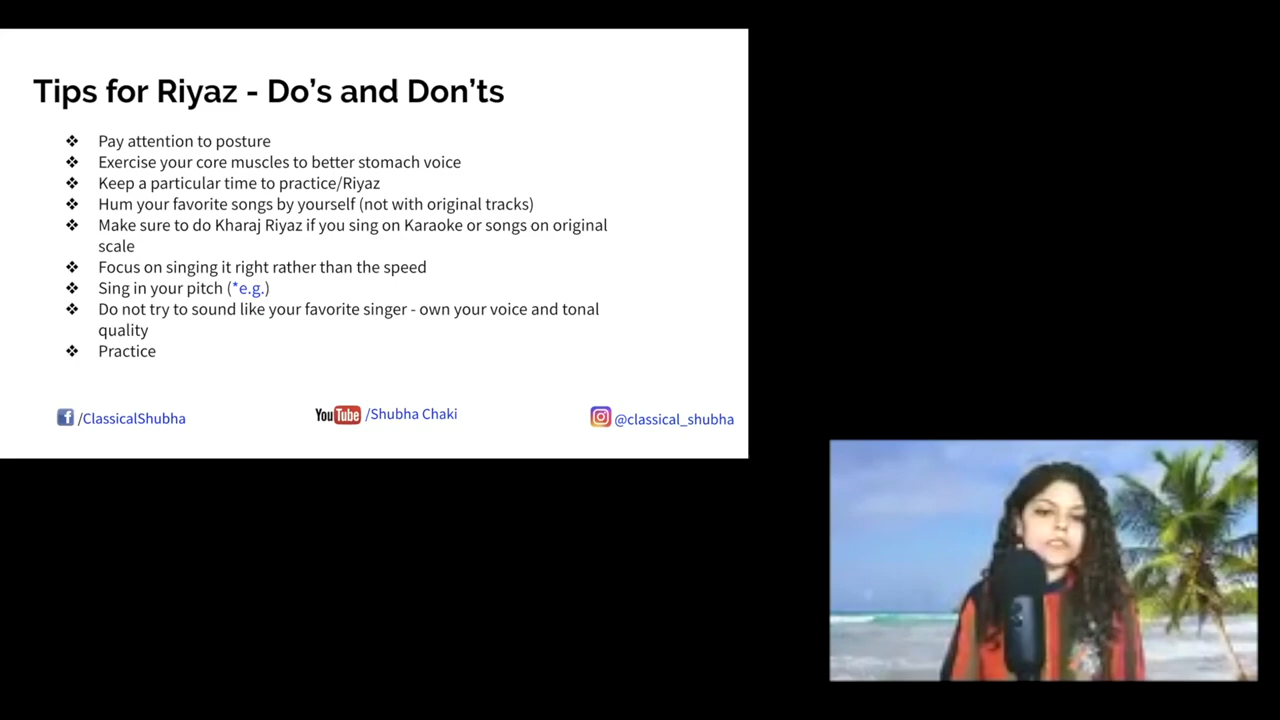 Tips for Riyaz - Do’s and Don’ts
❖ Pay attention to posture
❖ Exercise your core muscles to better stomach voice
❖ Keep a particular time to practice/Riyaz
❖ Hum your favorite songs by yourself (not with original tracks)
❖ Make sure to do Kharaj Riyaz if you sing on Karaoke or songs on original
scale
❖ Focus on singing it right rather than the speed
❖ Sing in your pitch (*e.g.)
❖ Do not try to sound like your favorite singer - own your voice and tonal
quality
❖ Practice
/ClassicalShubha
YouTube /Shubha Chaki
@classical_shubha